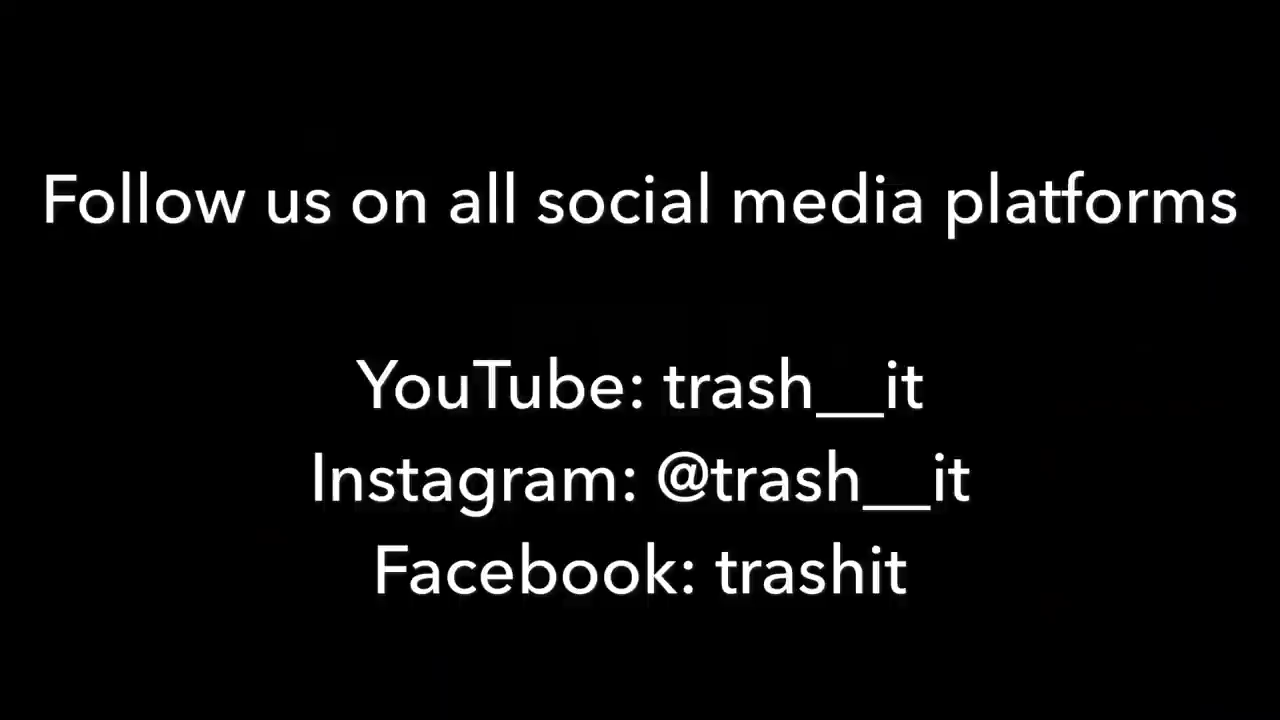 Follow us on all social media platforms
YouTube: trash__it
Instagram: @trash__it
Facebook: trashit